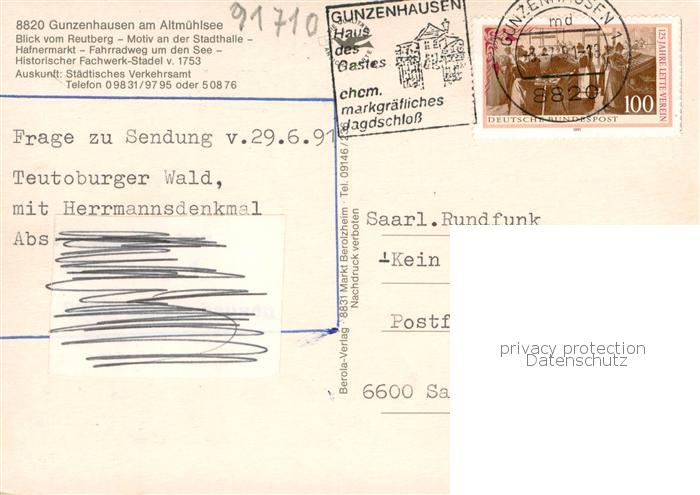 8820 Gunzenhausen am Altmühlsee
Blick vom Reutberg – Motiv an der Stadthalle –
Hafnermarkt – Fahrradweg um den See –
Historischer Fachwerk-Stadel v. 1753
Auskunft: Städtisches Verkehrsamt
Telefon 09831/9795 oder 50876
91710
GUNZENHAUSEN
Haus
des
Gastes
ehem.
markgräfliches
Jagdschloß
GUNZENHAUSEN 1
md
8820
125 JAHRE LETTE-VEREIN
100
DEUTSCHE BUNDESPOST
1991
Frage zu Sendung v.29.6.91
Teutoburger Wald,
mit Herrmannsdenkmal
Abs
Berola-Verlag · 8831 Markt Berolzheim · Tel. 09146 /
Nachdruck verboten
Saarl.Rundfunk
-Kein
Postf
6600 Sa
privacy protection
Datenschutz